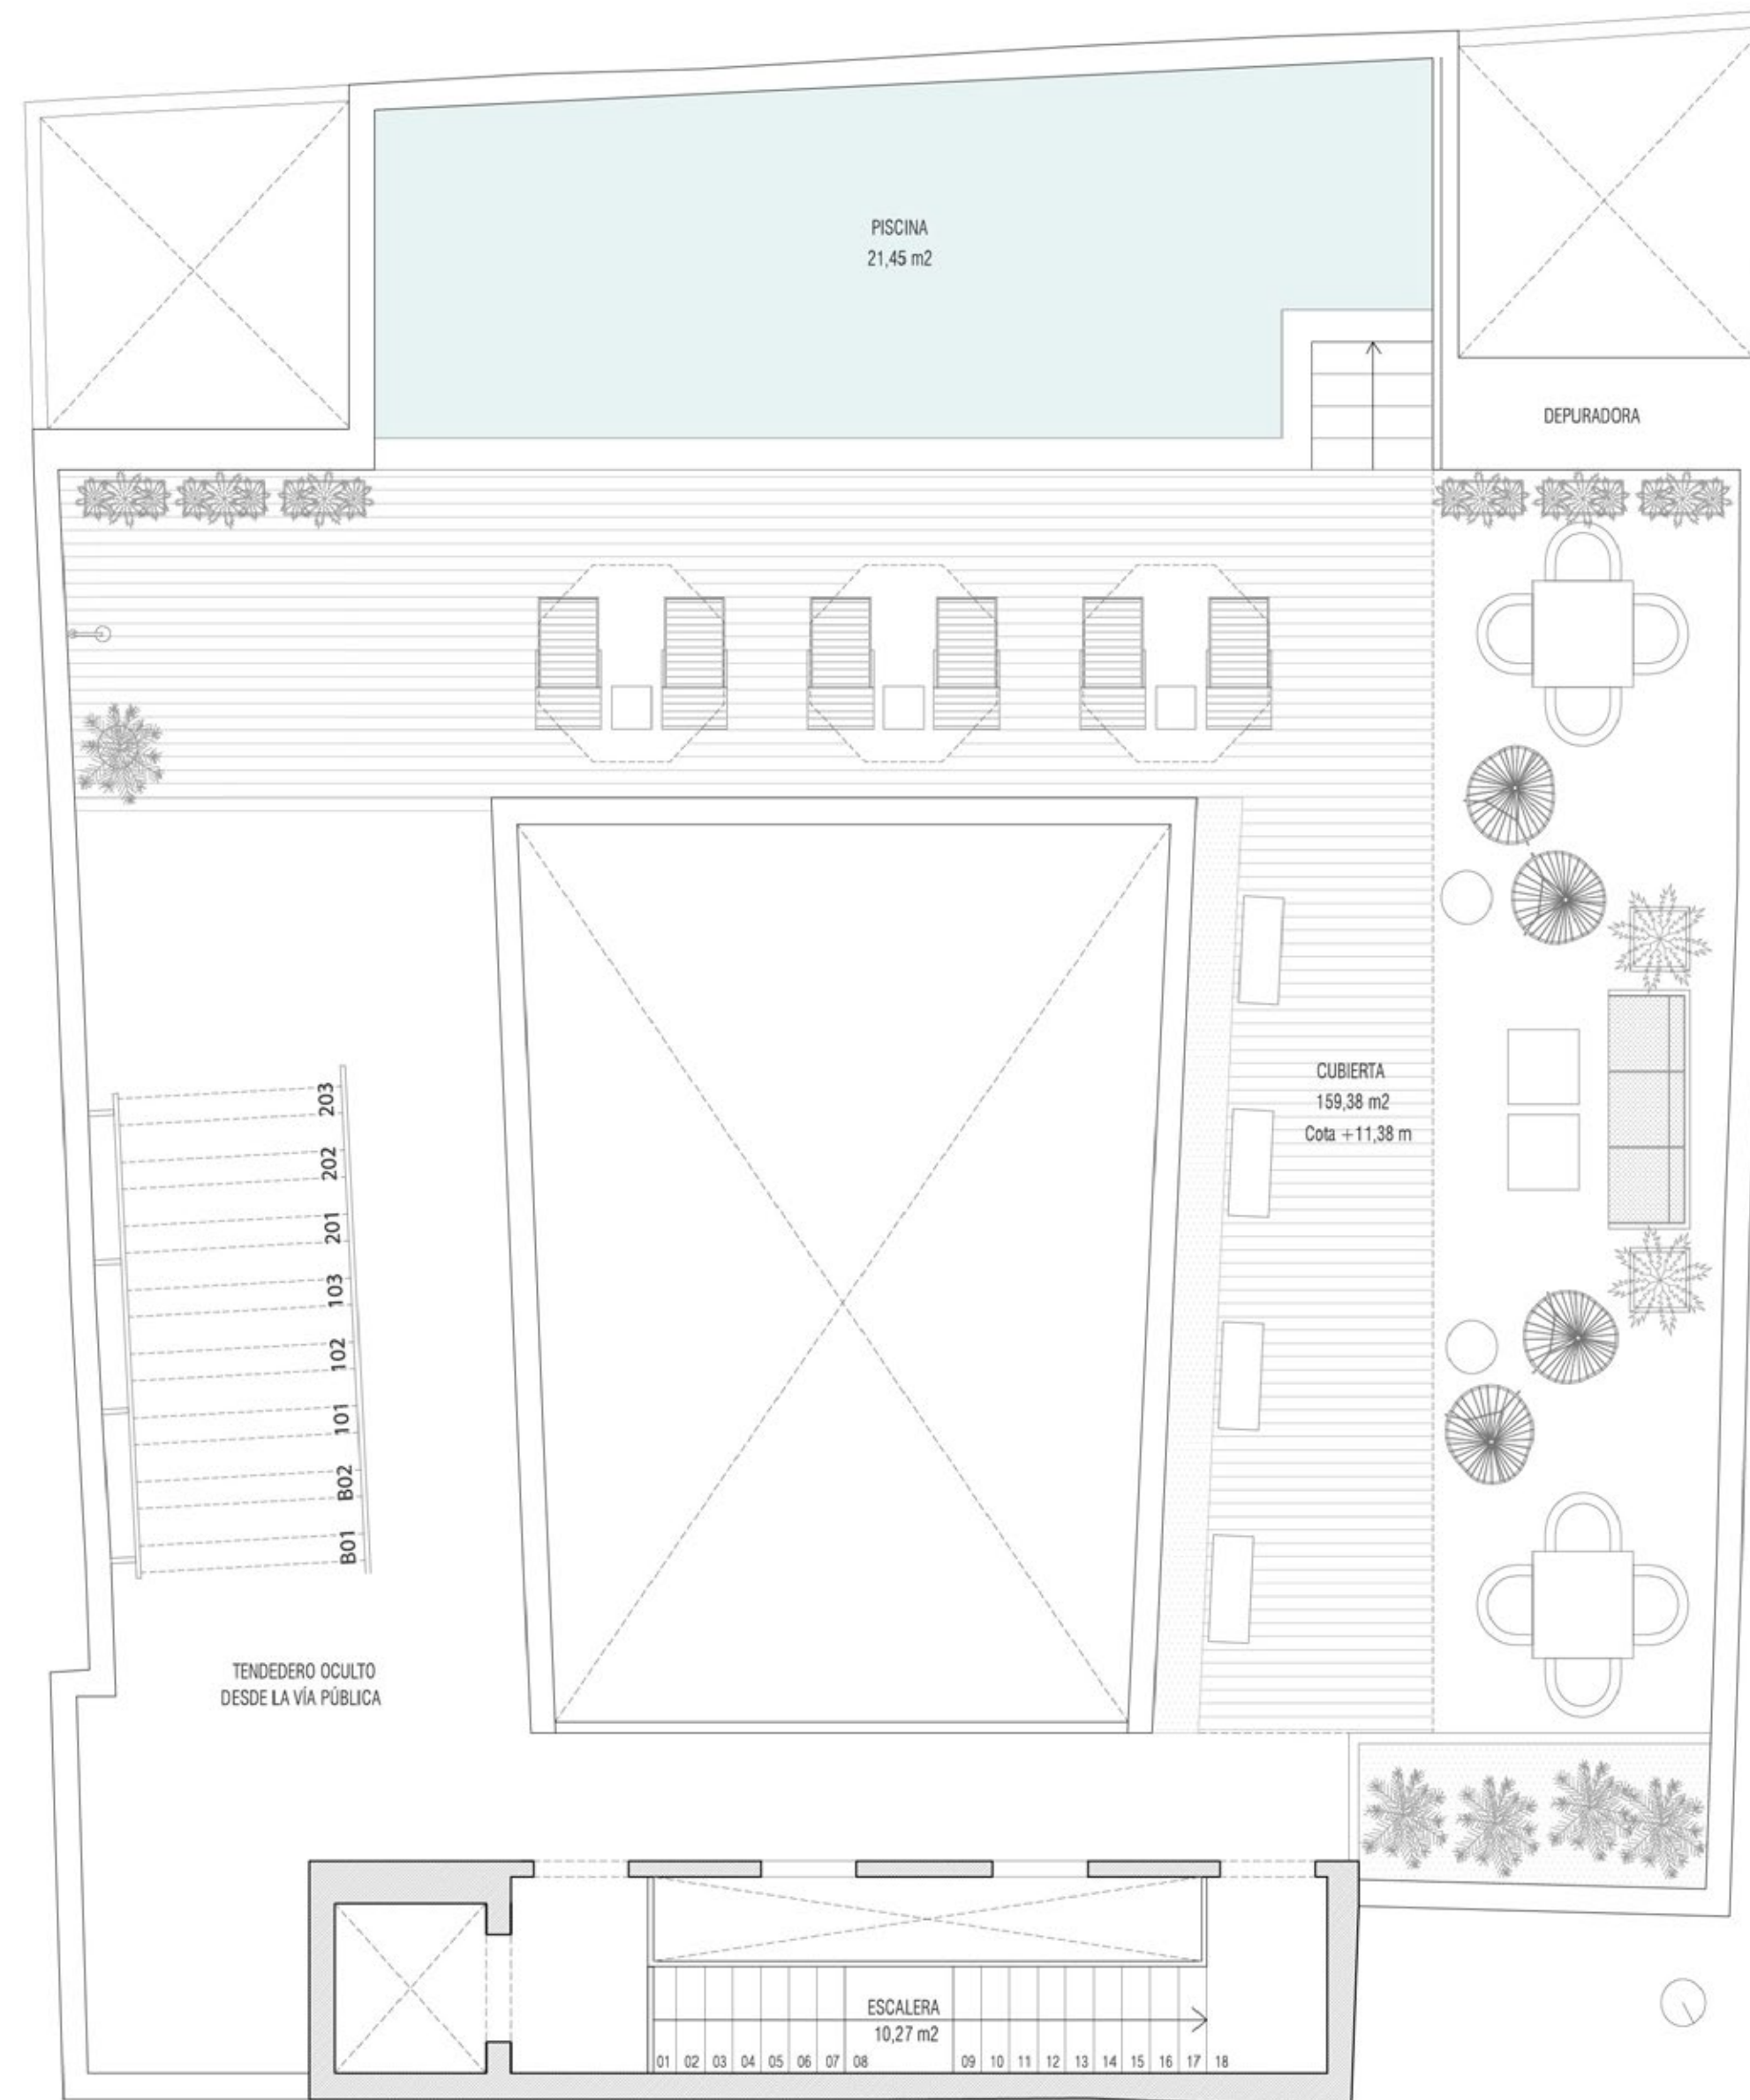 PISCINA
21,45 m2
DEPURADORA
CUBIERTA
159,38 m2
Cota +11,38 m
203
202
201
103
102
101
B02
B01
TENDEDERO OCULTO
DESDE LA VÍA PÚBLICA
ESCALERA
10,27 m2
01 02 03 04 05 06 07 08 09 10 11 12 13 14 15 16 17 18